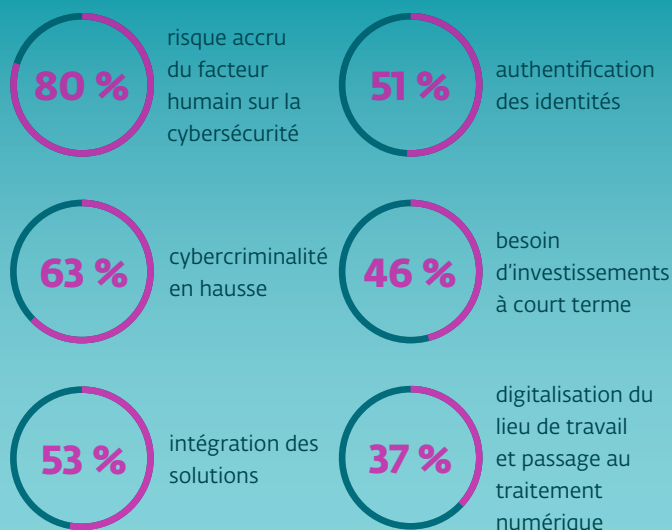 80 %
risque accru
du facteur
humain sur la
cybersécurité
51 %
authentification
des identités
63 %
cybercriminalité
en hausse
46 %
besoin
d'investissements
à court terme
53 %
intégration des
solutions
37 %
digitalisation du
lieu de travail
et passage au
traitement
numérique